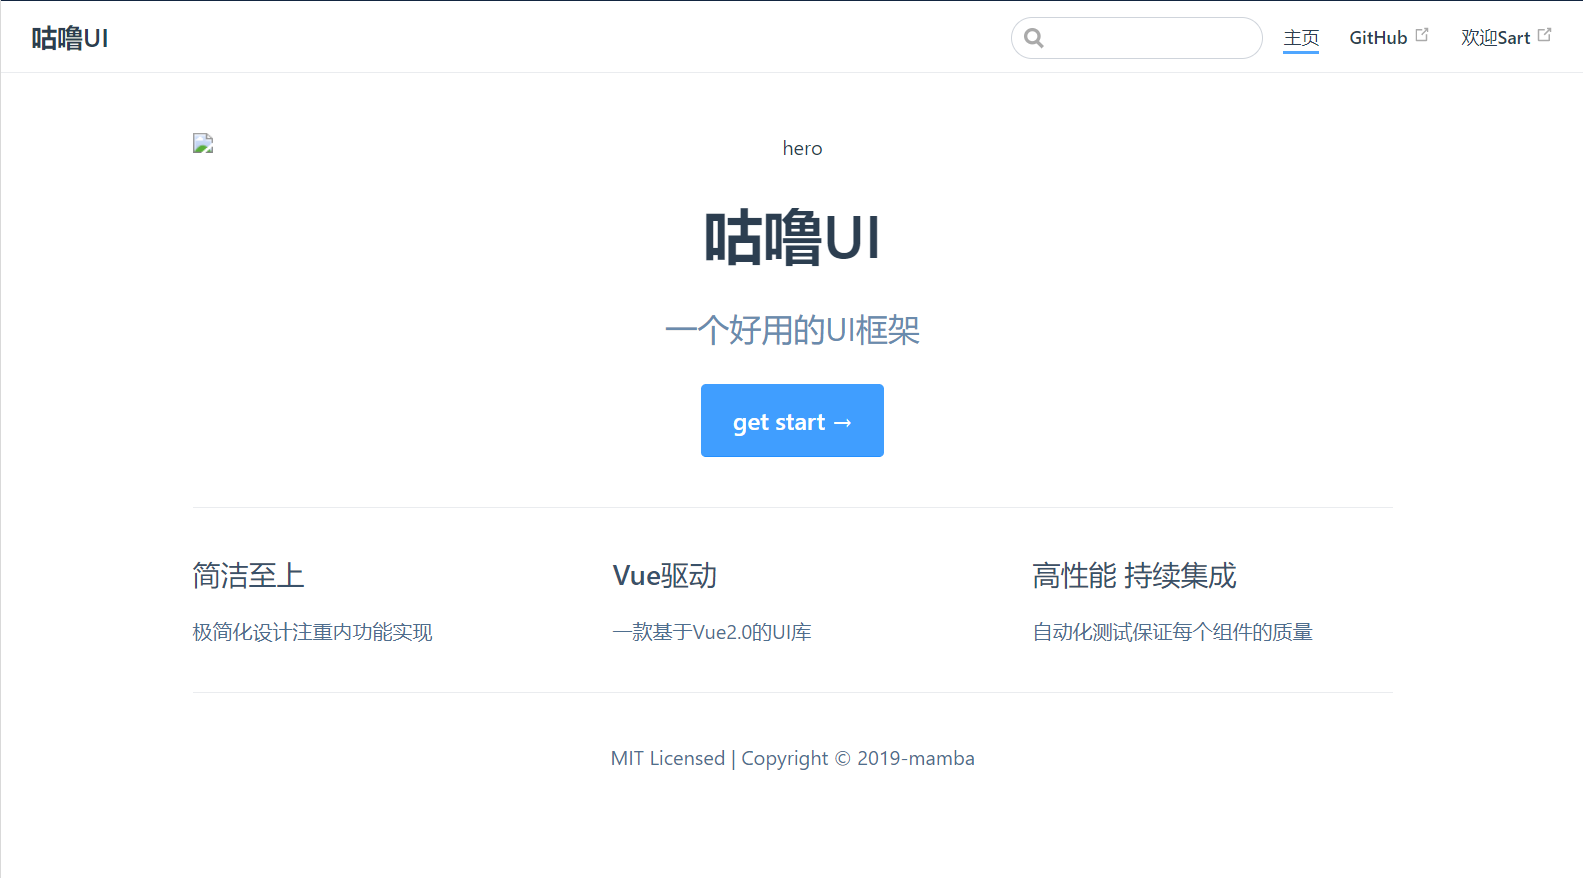 咕噜UI
主页 GitHub 欢迎Sart
hero
咕噜UI
一个好用的UI框架
get start →
简洁至上
极简化设计注重内功能实现
Vue驱动
一款基于Vue2.0的UI库
高性能 持续集成
自动化测试保证每个组件的质量
MIT Licensed | Copyright © 2019-mamba